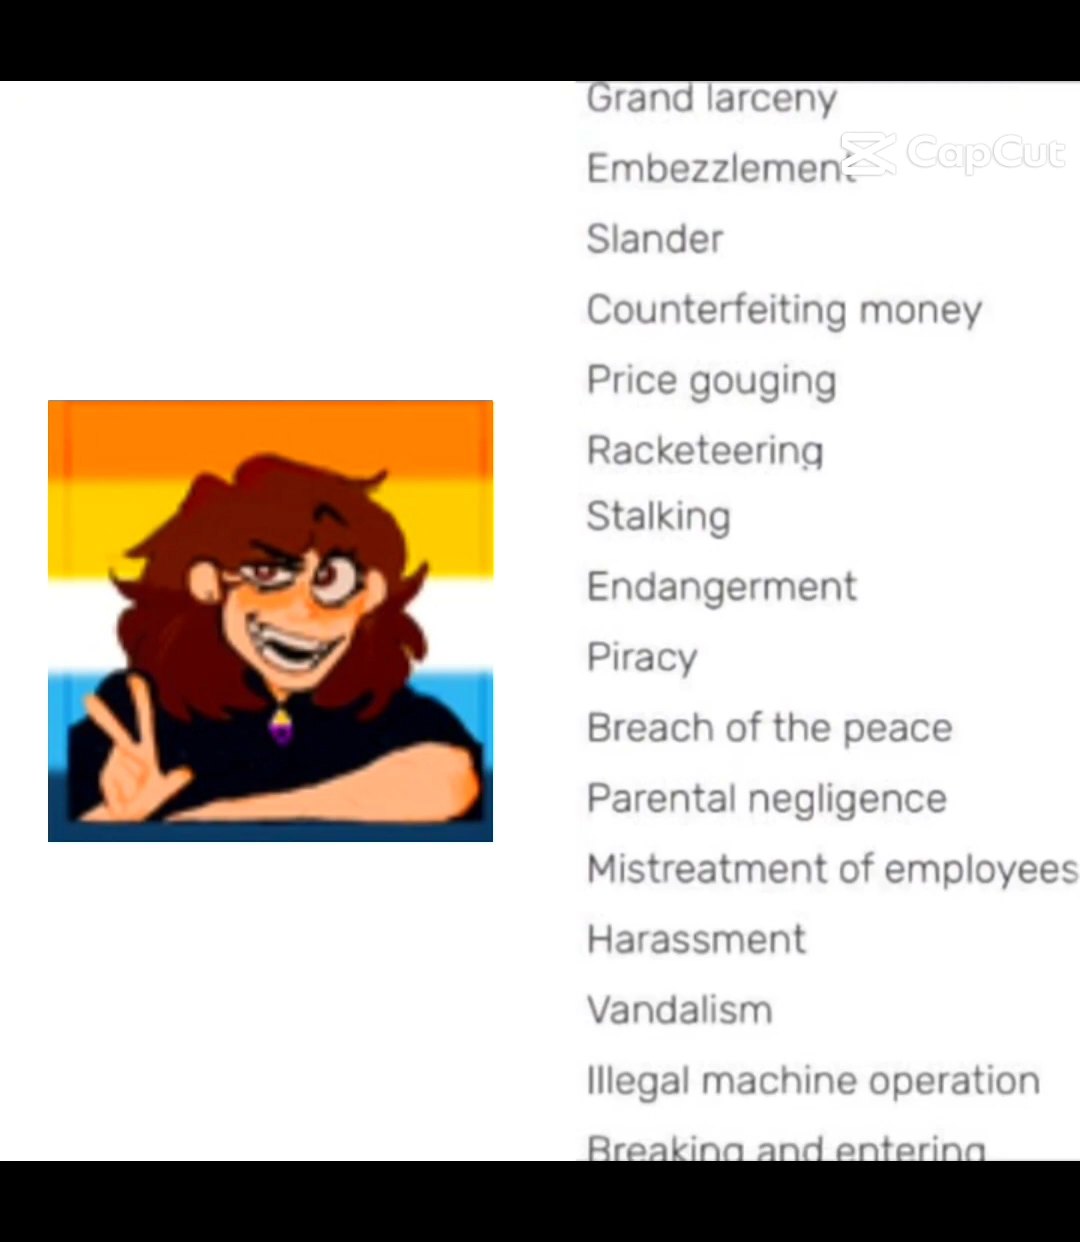 Grand larceny
CapCut
Embezzlement
Slander
Counterfeiting money
Price gouging
Racketeering
Stalking
Endangerment
Piracy
Breach of the peace
Parental negligence
Mistreatment of employees
Harassment
Vandalism
Illegal machine operation
Breaking and entering